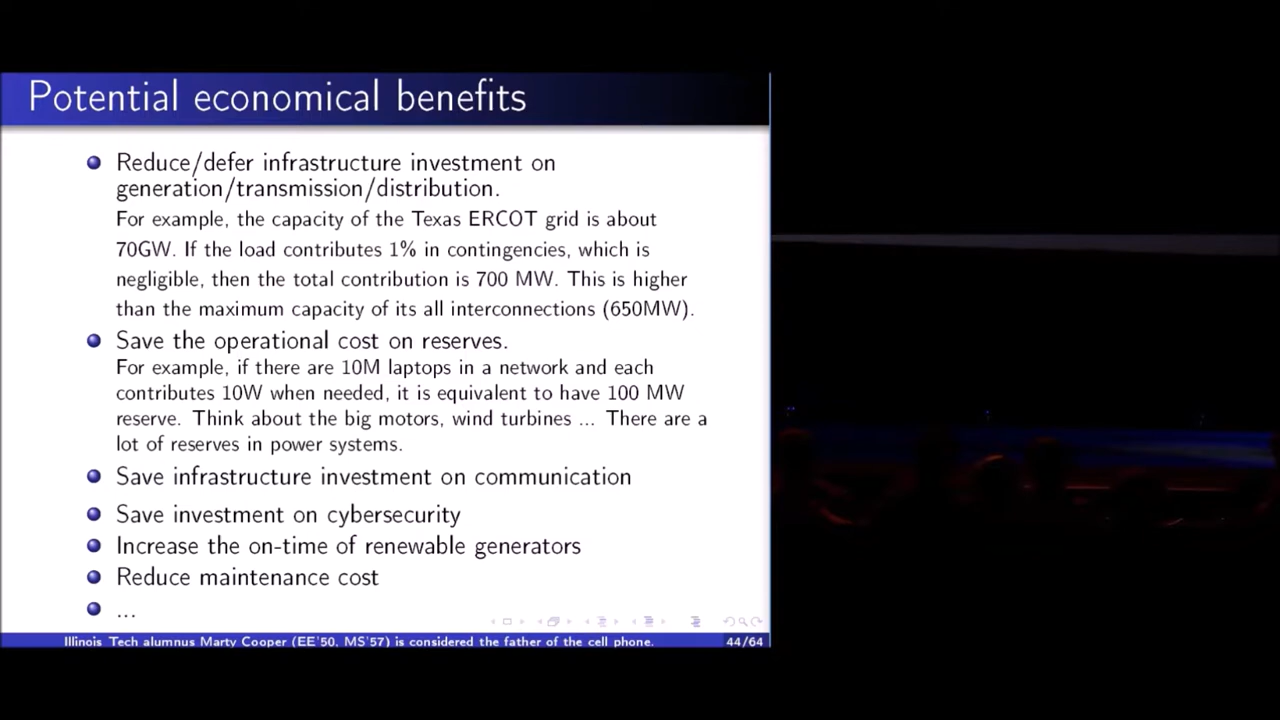 Potential economical benefits
Reduce/defer infrastructure investment on
generation/transmission/distribution.
For example, the capacity of the Texas ERCOT grid is about
70GW. If the load contributes 1% in contingencies, which is
negligible, then the total contribution is 700 MW. This is higher
than the maximum capacity of its all interconnections (650MW).
Save the operational cost on reserves.
For example, if there are 10M laptops in a network and each
contributes 10W when needed, it is equivalent to have 100 MW
reserve. Think about the big motors, wind turbines ... There are a
lot of reserves in power systems.
Save infrastructure investment on communication
Save investment on cybersecurity
Increase the on-time of renewable generators
Reduce maintenance cost
...
Illinois Tech alumnus Marty Cooper (EE'50, MS'57) is considered the father of the cell phone. 44/64